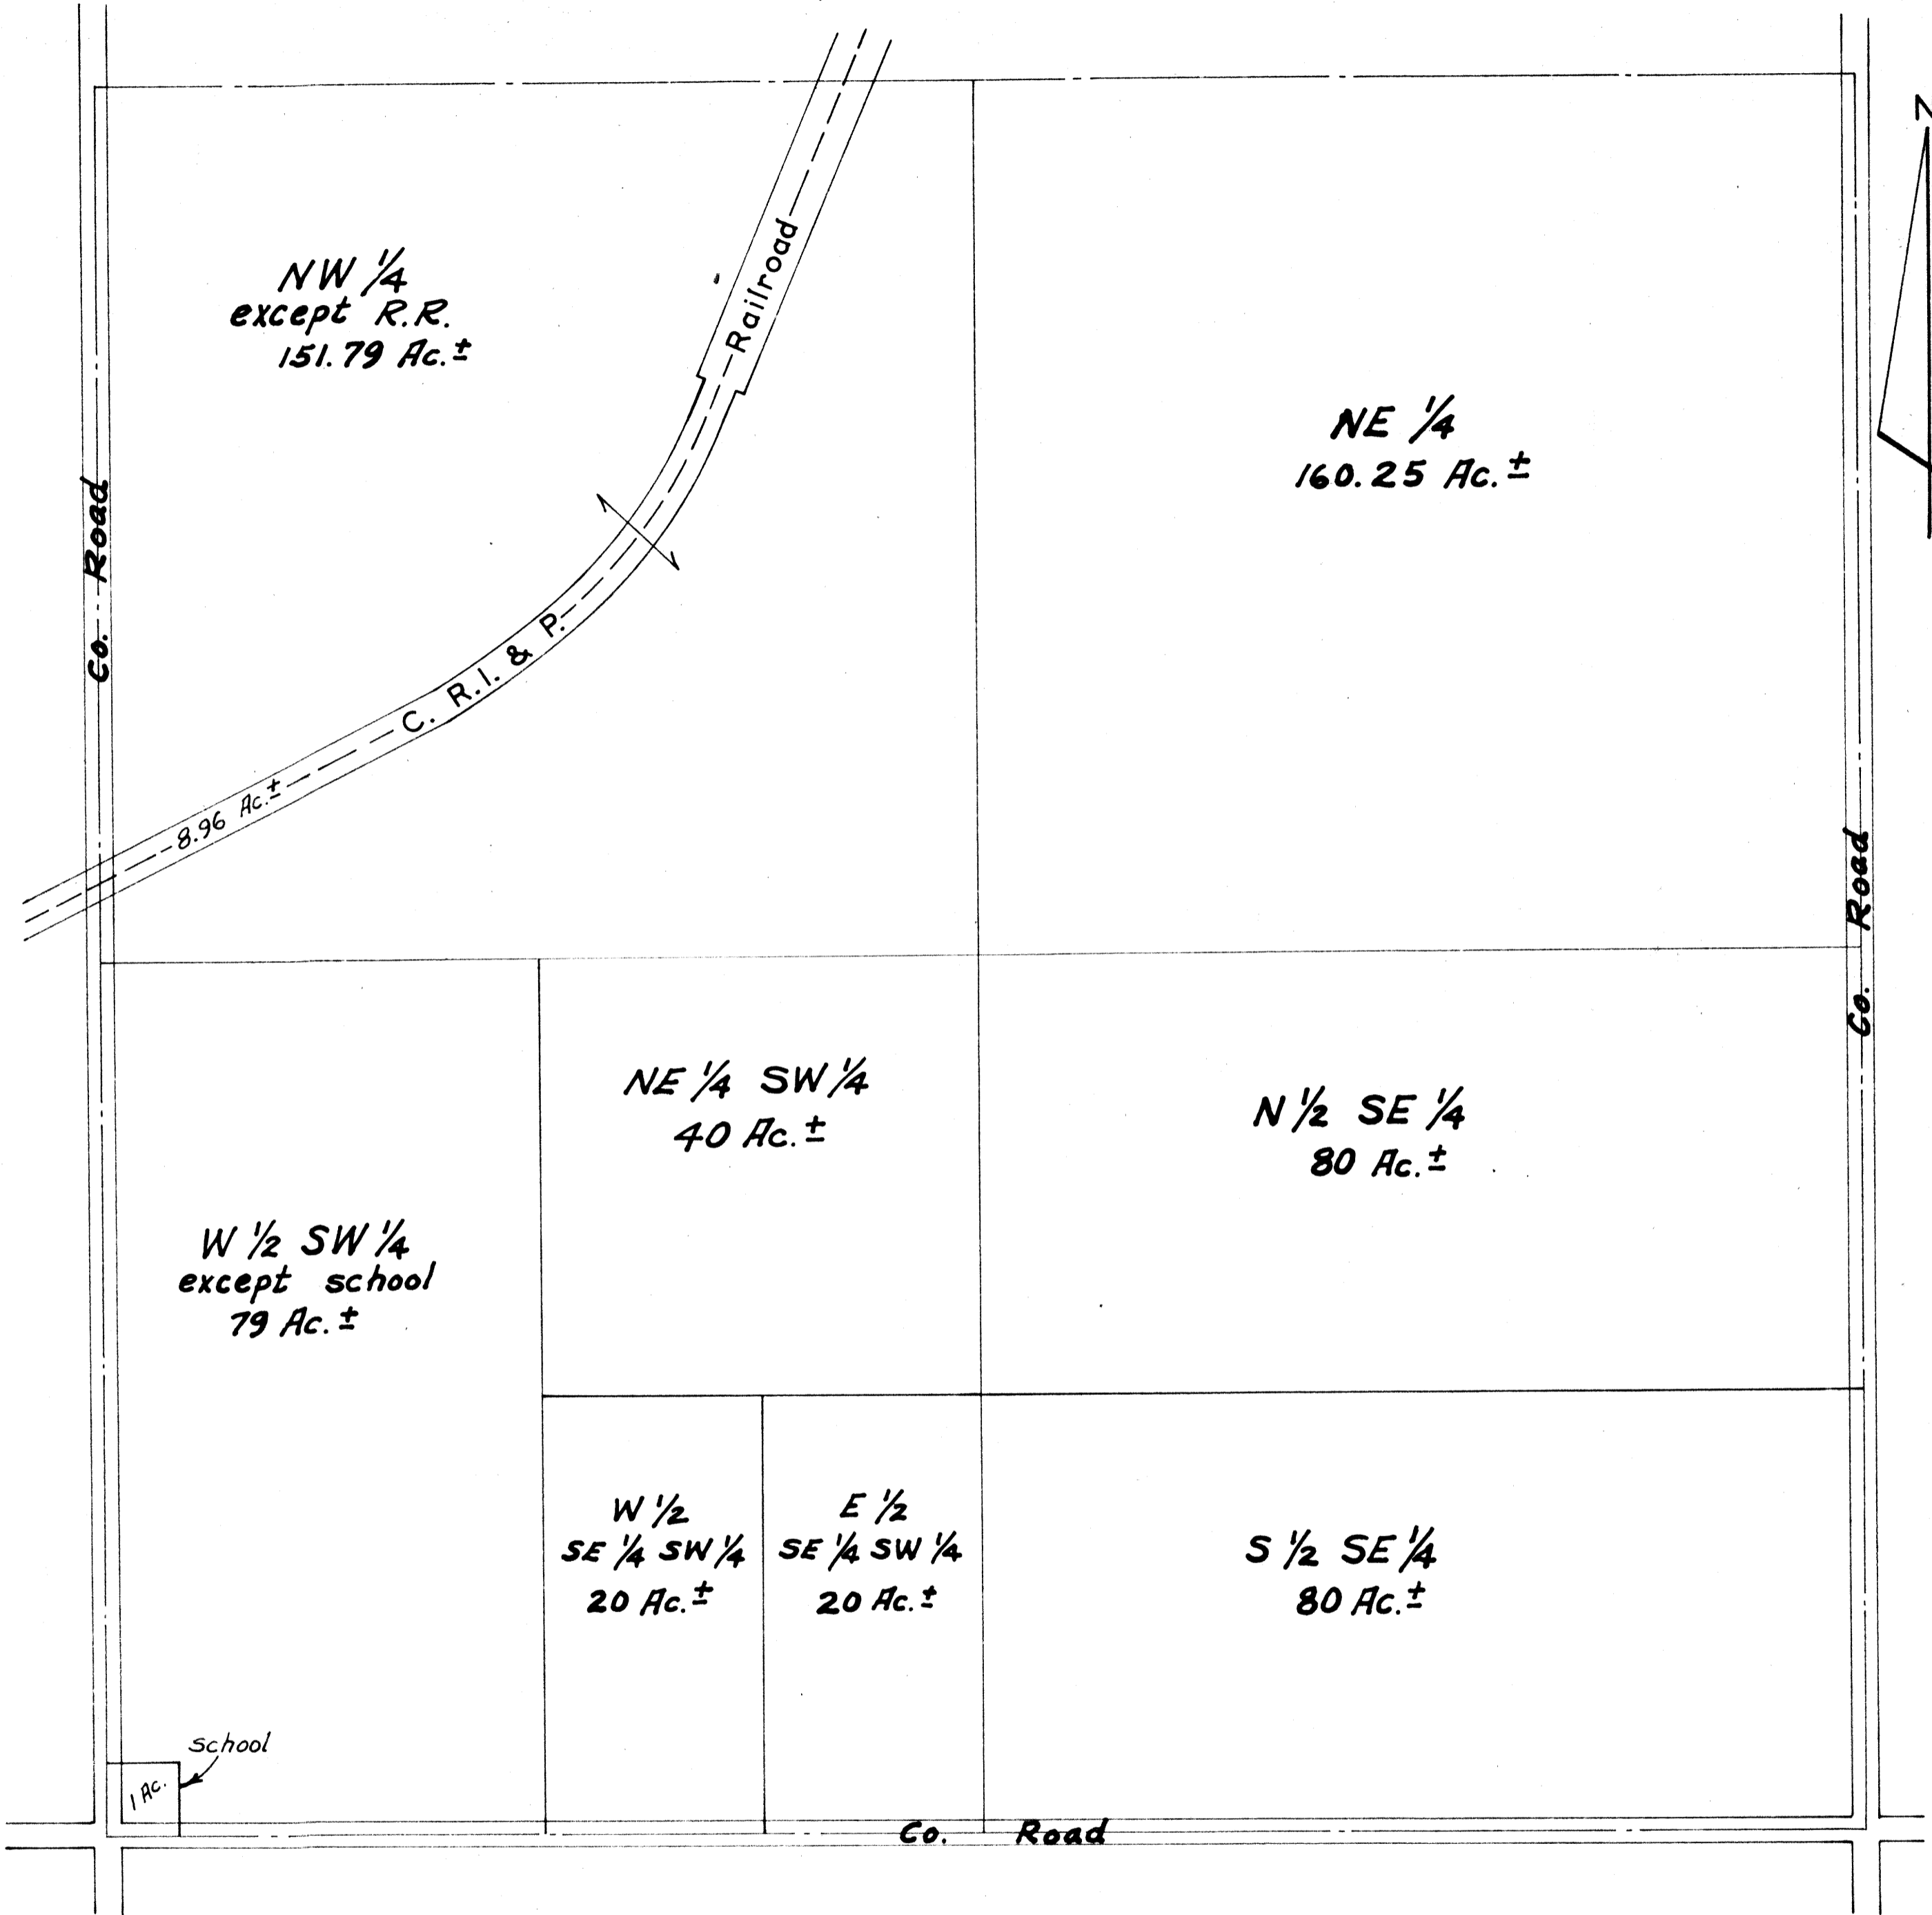 N
NW 1/4
except R.R.
151.79 Ac.±
Railroad
NE 1/4
160.25 Ac.±
Co. Road
C. R.I. & P.
8.96 Ac.±
Co. Road
NE 1/4 SW 1/4
40 Ac.±
N 1/2 SE 1/4
80 Ac.±
W 1/2 SW 1/4
except school
79 Ac.±
W 1/2
SE 1/4 SW 1/4
20 Ac.±
E 1/2
SE 1/4 SW 1/4
20 Ac.±
S 1/2 SE 1/4
80 Ac.±
school
1 Ac.
Co. Road